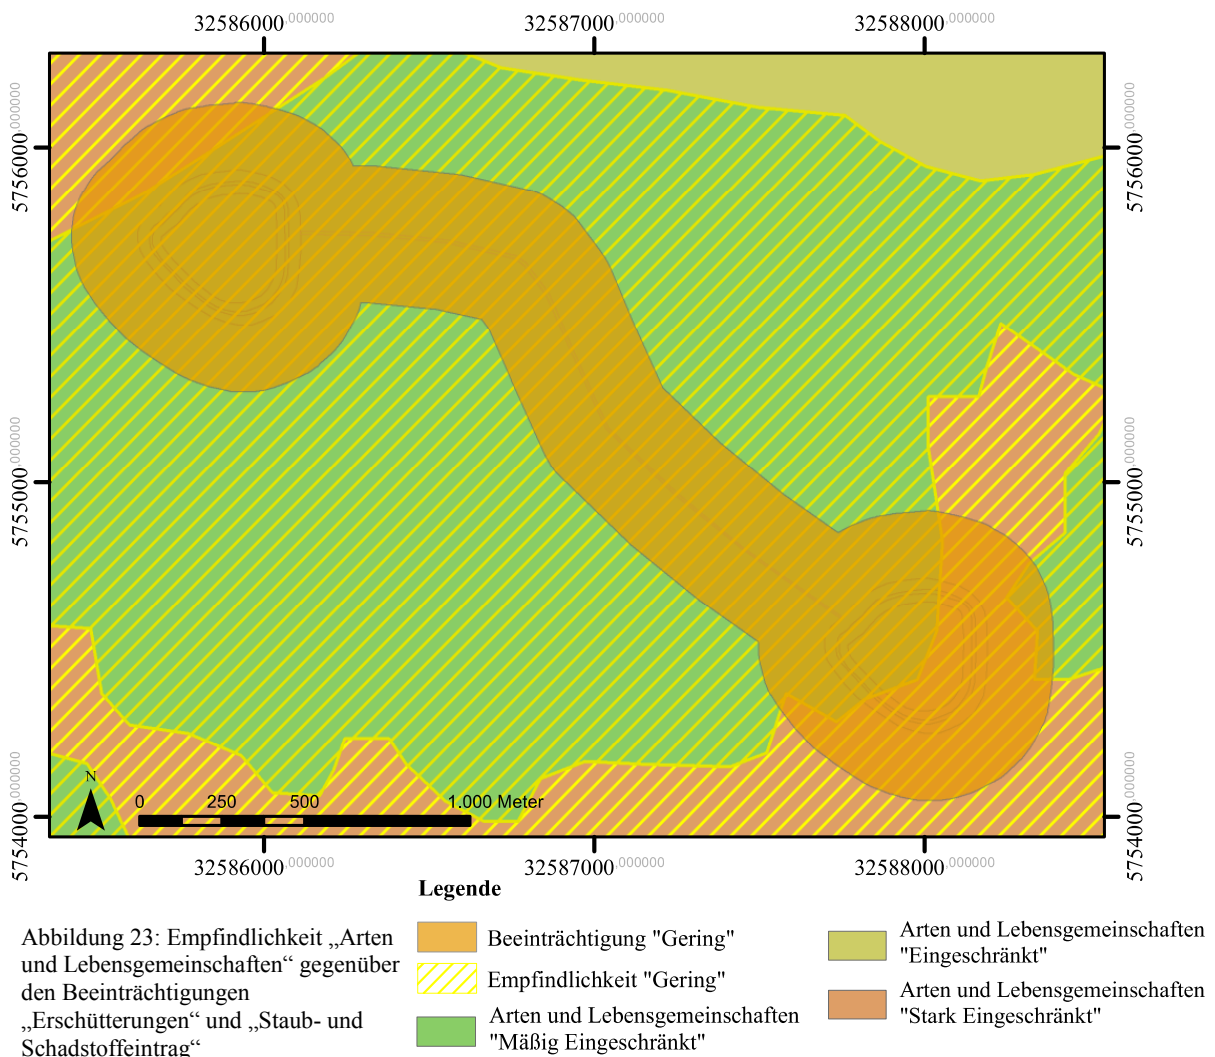 32586000,000000 32587000,000000 32588000,000000
5756000,000000 5756000,000000
5755000,000000 5755000,000000
5754000,000000 5754000,000000
N
0 250 500 1.000 Meter
32586000,000000 32587000,000000 32588000,000000
Legende
Abbildung 23: Empfindlichkeit „Arten
und Lebensgemeinschaften“ gegenüber
den Beeinträchtigungen
„Erschütterungen“ und „Staub- und
Schadstoffeintrag“
Beeinträchtigung "Gering"
Empfindlichkeit "Gering"
Arten und Lebensgemeinschaften
"Mäßig Eingeschränkt"
Arten und Lebensgemeinschaften
"Eingeschränkt"
Arten und Lebensgemeinschaften
"Stark Eingeschränkt"